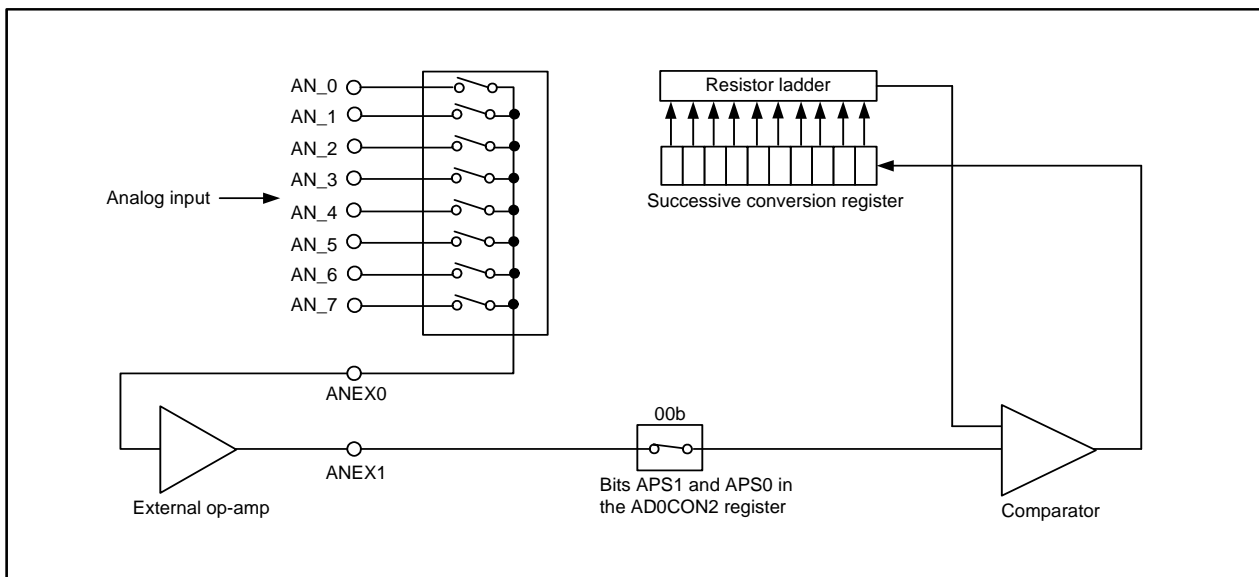 AN_0
AN_1
AN_2
AN_3
AN_4
AN_5
AN_6
AN_7
Analog input
Resistor ladder
Successive conversion register
ANEX0
ANEX1
External op-amp
00b
Bits APS1 and APS0 in
the AD0CON2 register
Comparator